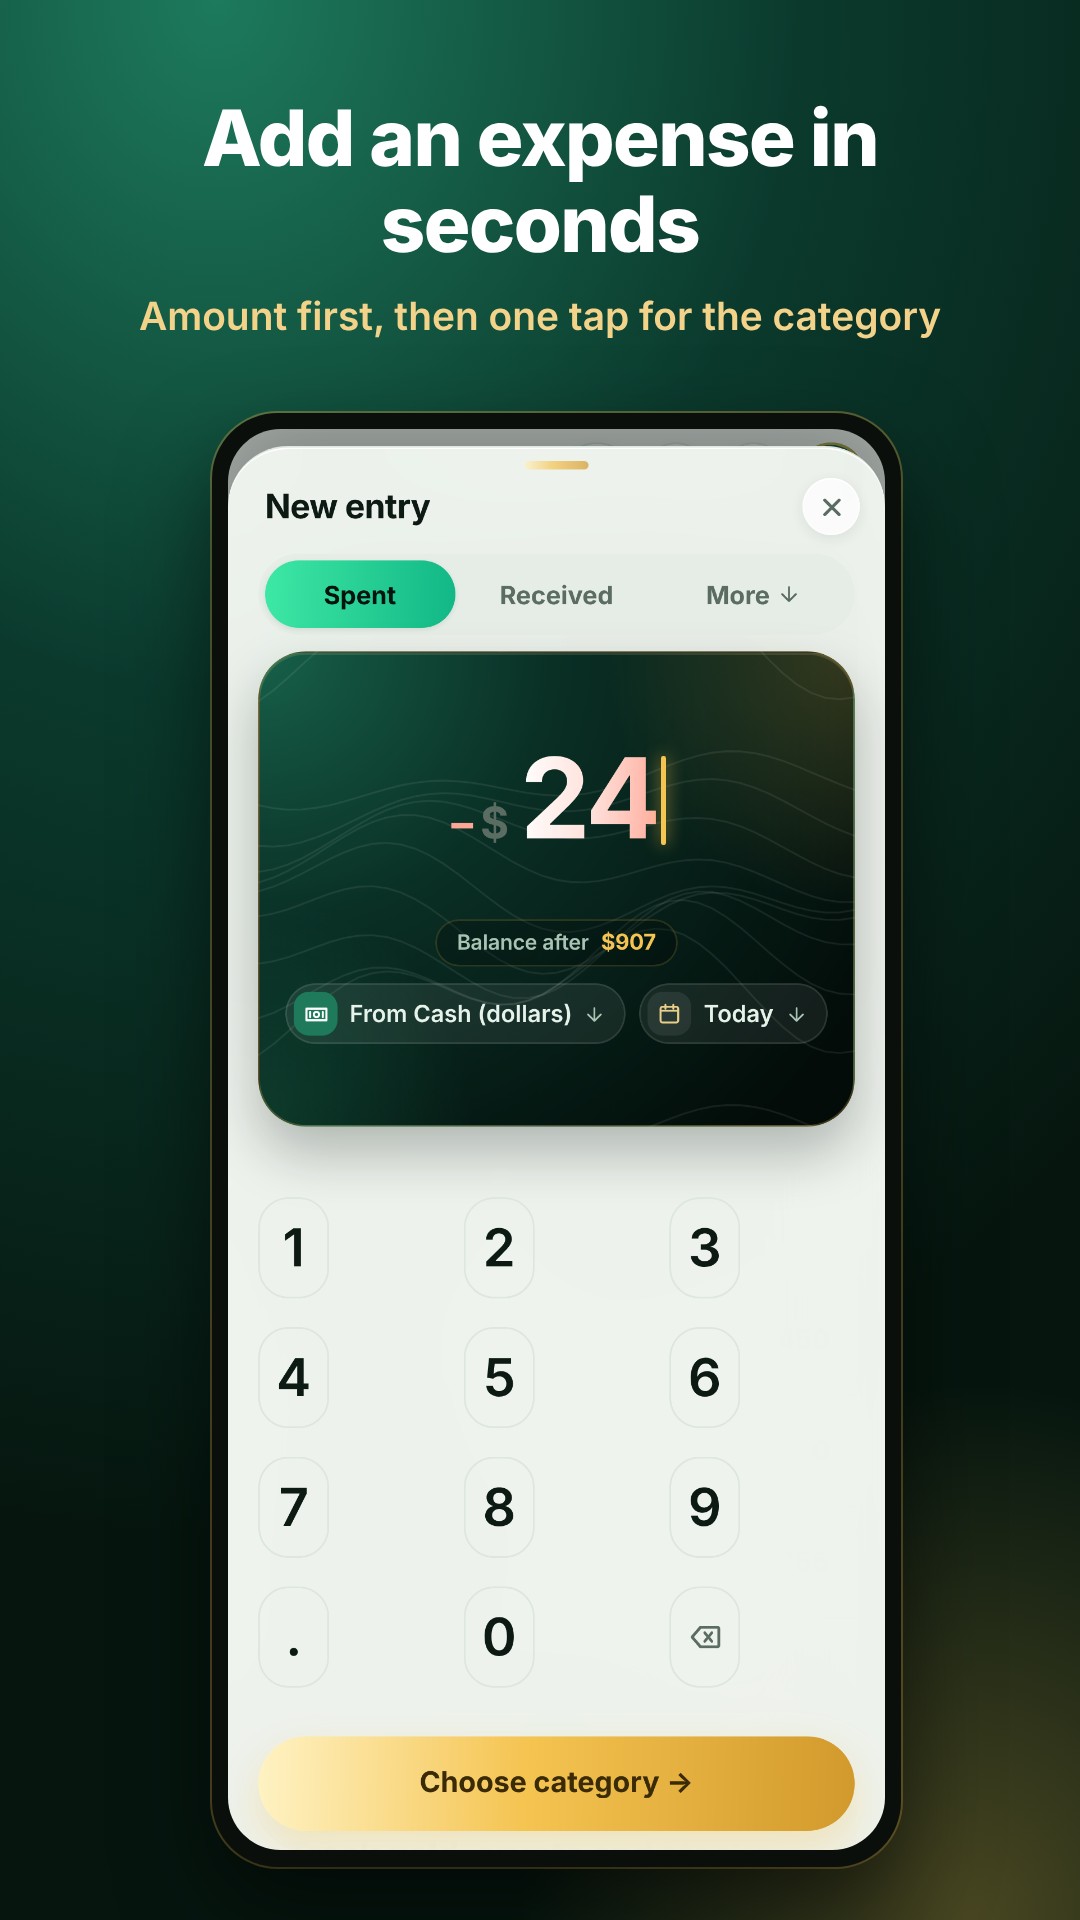 Add an expense in
seconds
Amount first, then one tap for the category
New entry
Spent Received More ↓
–$ 24
Balance after $907
From Cash (dollars) ↓ Today ↓
1 2 3
4 5 6
7 8 9
. 0
Choose category →